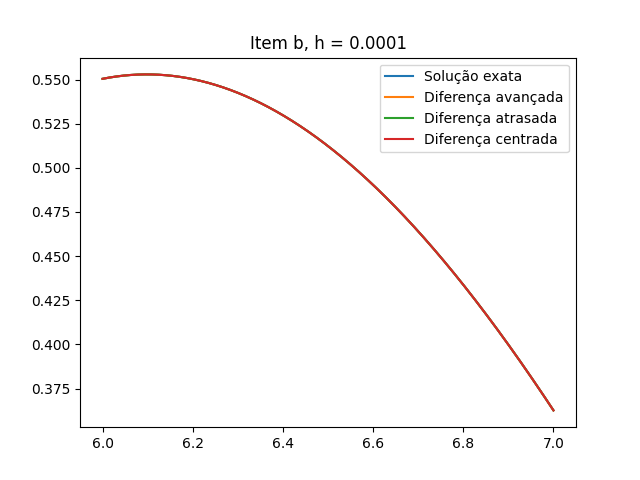 Item b, h = 0.0001
Solução exata
Diferença avançada
Diferença atrasada
Diferença centrada
0.550
0.525
0.500
0.475
0.450
0.425
0.400
0.375
6.0 6.2 6.4 6.6 6.8 7.0